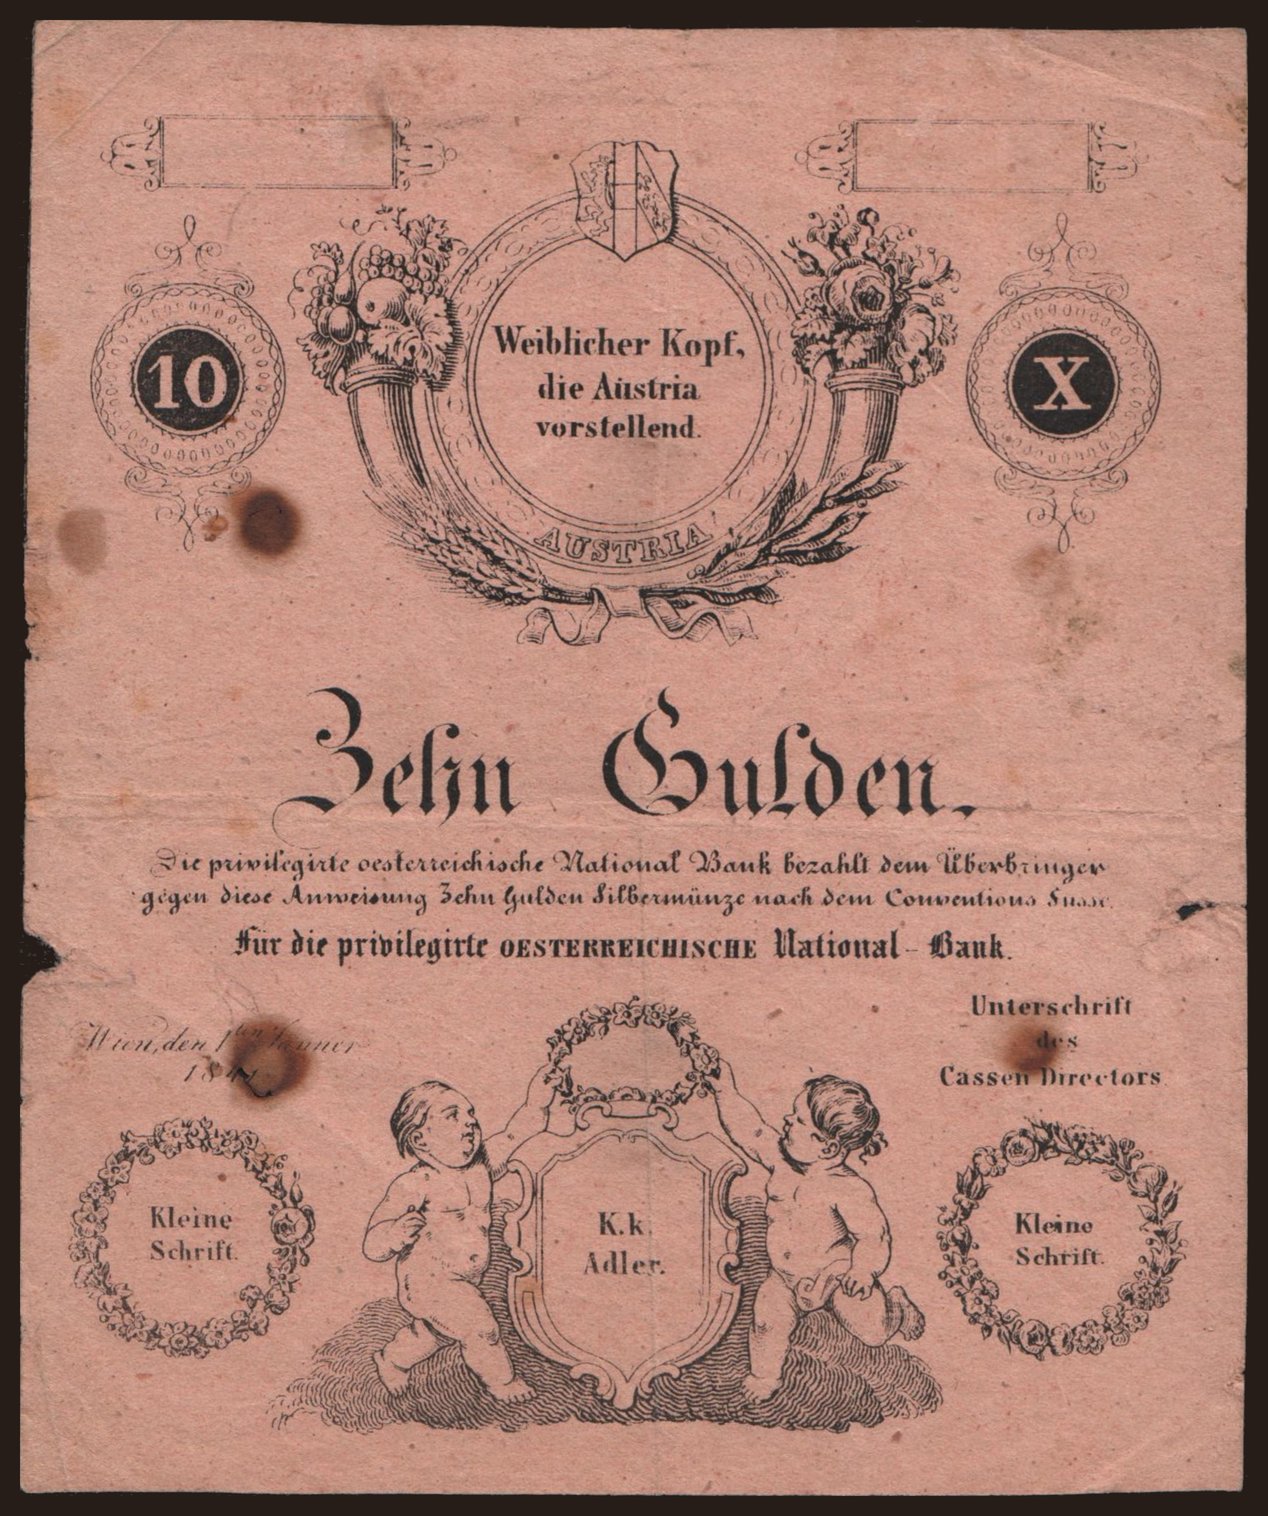 10
Weiblicher Kopf,
die Austria
vorstellend.
X
AUSTRIA
Zehn Gulden.
Die privilegirte oesterreichische National Bank bezahlt dem Überbringer
gegen diese Anweisung Zehn Gulden Silbermünze nach dem Conventions Fusse.
Für die privilegirte OESTERREICHISCHE National-Bank.
Wien, den 1ten Jänner
Unterschrift
des
Cassen Directors
Kleine
Schrift.
K.k.
Adler.
Kleine
Schrift.